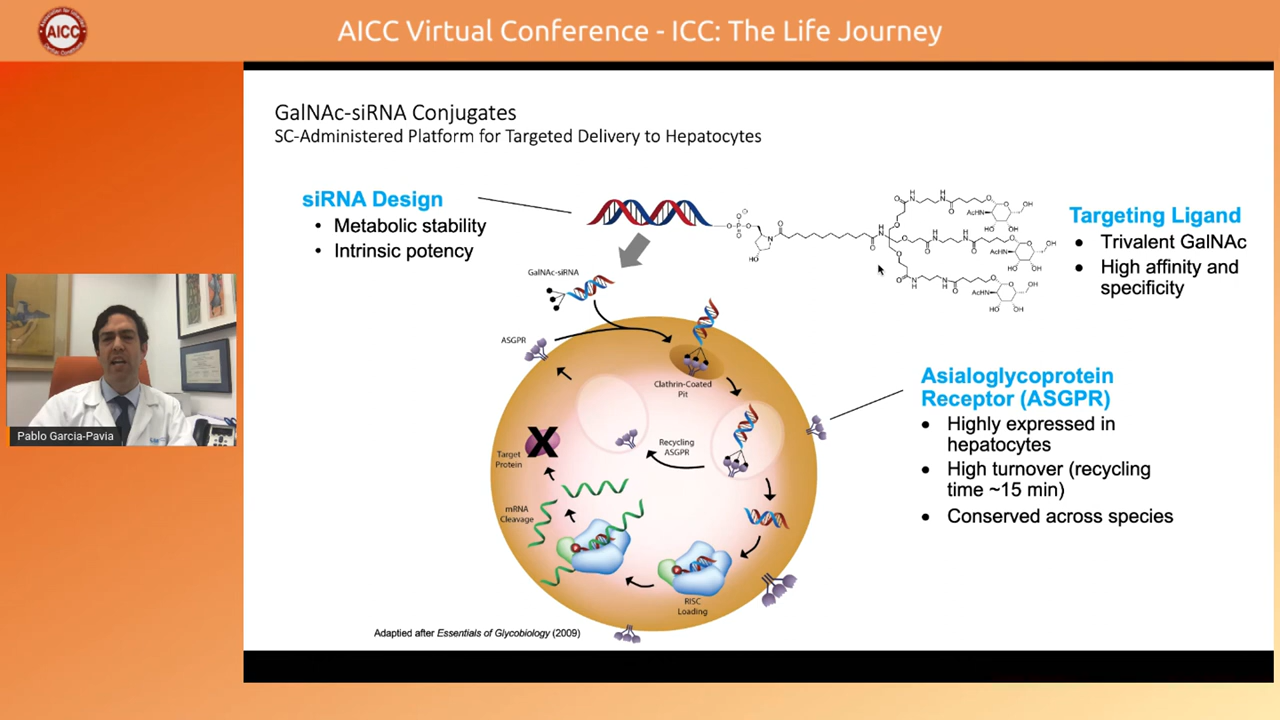 AICC
AICC Virtual Conference - ICC: The Life Journey
GalNAc-siRNA Conjugates
SC-Administered Platform for Targeted Delivery to Hepatocytes
siRNA Design
• Metabolic stability
• Intrinsic potency
Targeting Ligand
• Trivalent GalNAc
• High affinity and
specificity
GalNAc-siRNA
ASGPR
Clathrin-Coated
Pit
Recycling
ASGPR
Target
Protein
X
mRNA
Cleavage
RISC
Loading
Asialoglycoprotein
Receptor (ASGPR)
• Highly expressed in
hepatocytes
• High turnover (recycling
time ~15 min)
• Conserved across species
Adaptied after Essentials of Glycobiology (2009)
Pablo Garcia-Pavia